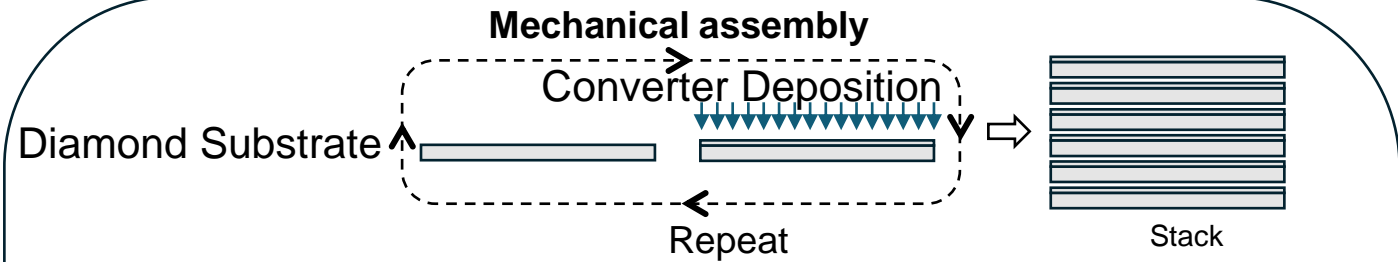 Mechanical assembly
Converter Deposition
Diamond Substrate
Repeat
Stack